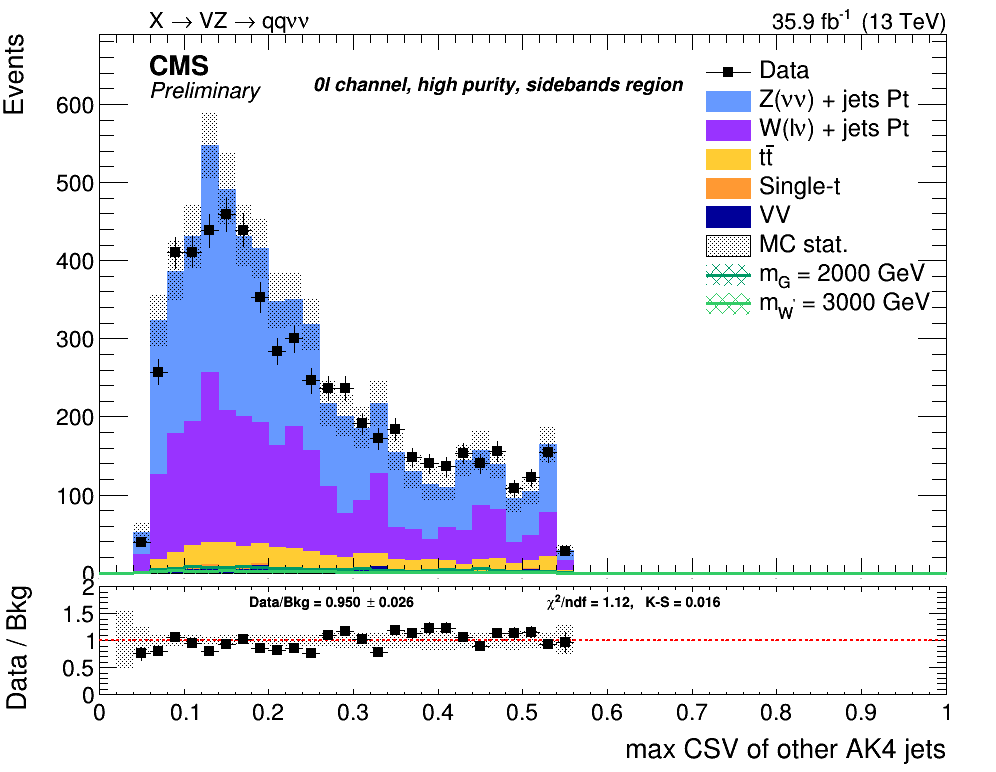 X → VZ → qqνν
35.9 fb⁻¹ (13 TeV)
Events
CMS
Preliminary
0l channel, high purity, sidebands region
Data
Z(νν) + jets Pt
W(lν) + jets Pt
tt̄
Single-t
VV
MC stat.
m_G = 2000 GeV
m_W' = 3000 GeV
600
500
400
300
200
100
0
Data / Bkg
Data/Bkg = 0.950 ± 0.026
χ²/ndf = 1.12, K-S = 0.016
2
1.5
1
0.5
0
0 0.1 0.2 0.3 0.4 0.5 0.6 0.7 0.8 0.9 1
max CSV of other AK4 jets